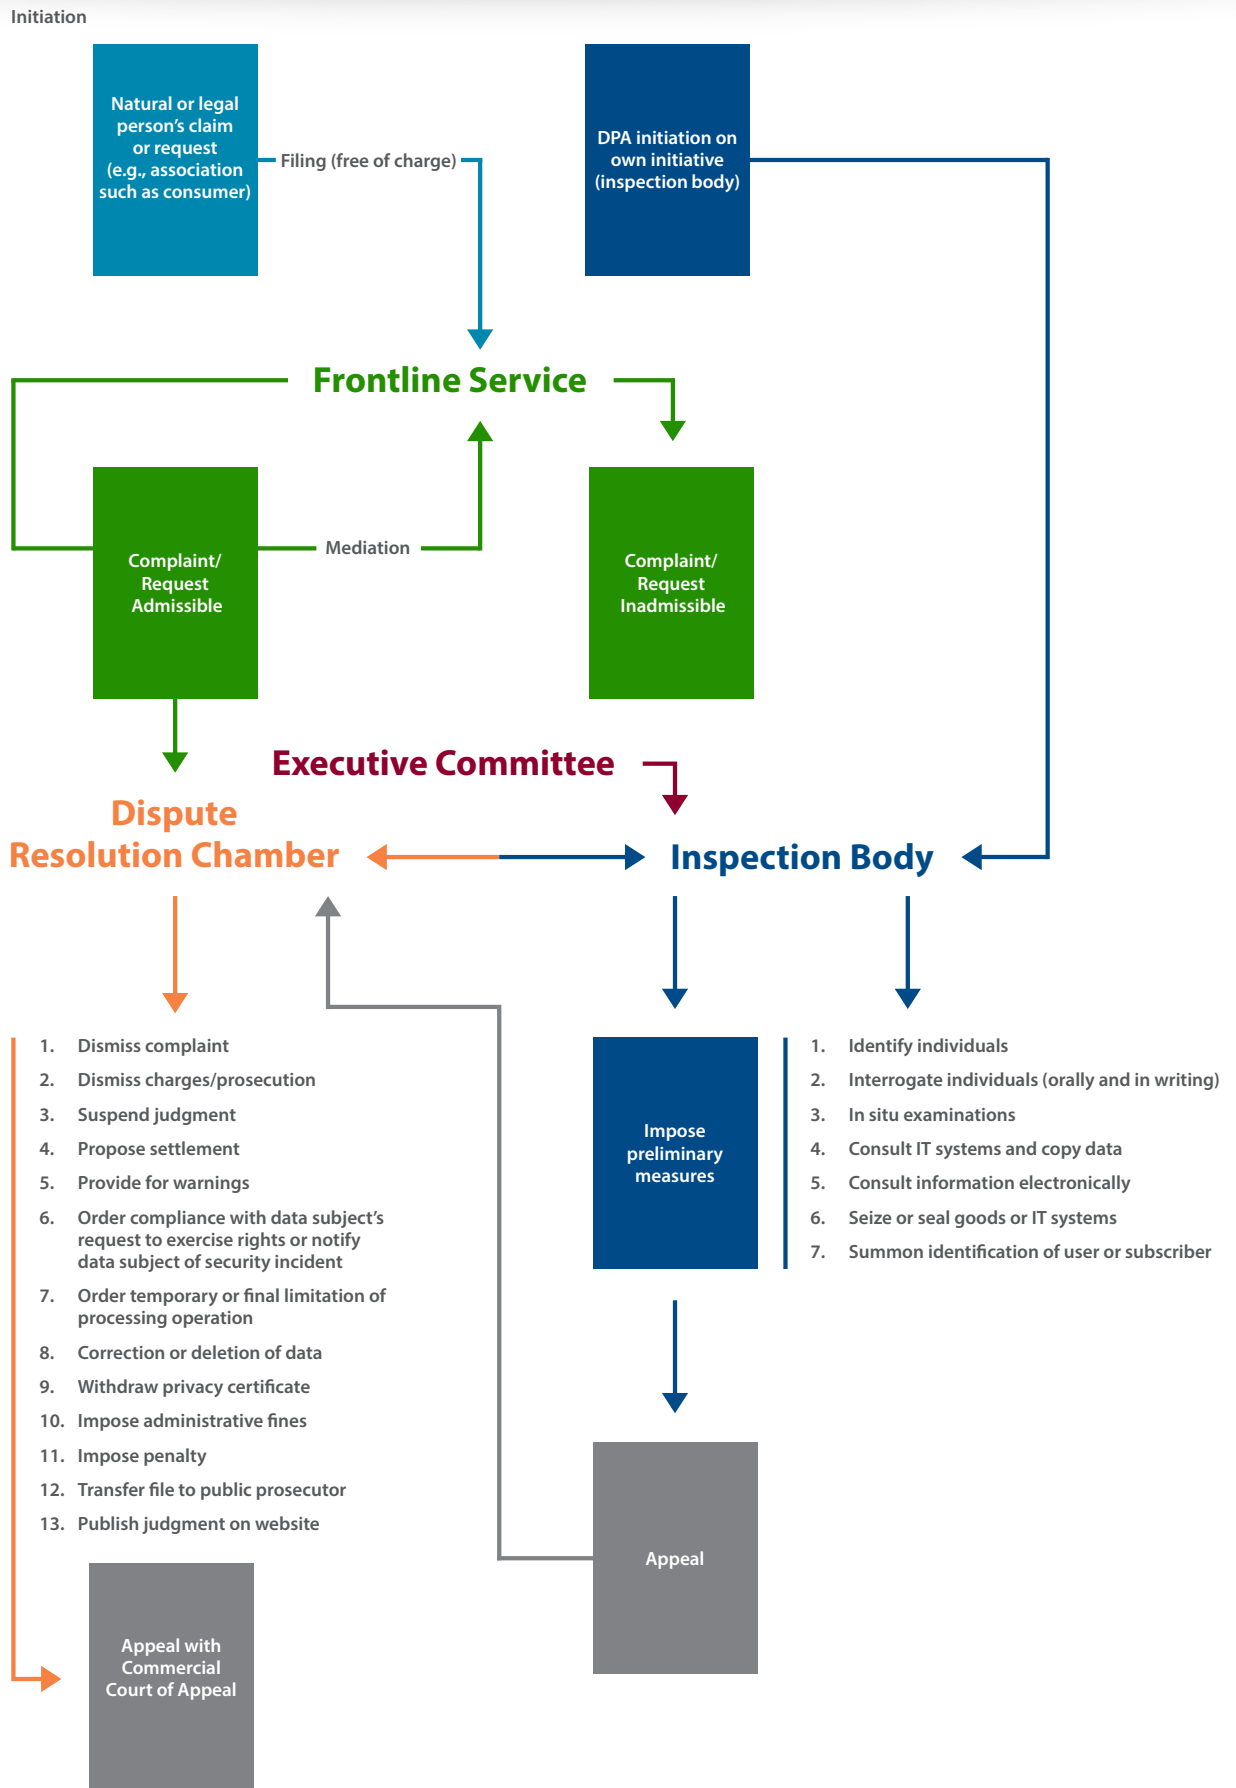 Initiation
Natural or legal
person’s claim
or request
(e.g., association
such as consumer)
Filing (free of charge)
DPA initiation on
own initiative
(inspection body)
Frontline Service
Complaint/
Request
Admissible
Mediation
Complaint/
Request
Inadmissible
Executive Committee
Dispute
Resolution Chamber
Inspection Body
1. Dismiss complaint
2. Dismiss charges/prosecution
3. Suspend judgment
4. Propose settlement
5. Provide for warnings
6. Order compliance with data subject’s
request to exercise rights or notify
data subject of security incident
7. Order temporary or final limitation of
processing operation
8. Correction or deletion of data
9. Withdraw privacy certificate
10. Impose administrative fines
11. Impose penalty
12. Transfer file to public prosecutor
13. Publish judgment on website
Impose
preliminary
measures
1. Identify individuals
2. Interrogate individuals (orally and in writing)
3. In situ examinations
4. Consult IT systems and copy data
5. Consult information electronically
6. Seize or seal goods or IT systems
7. Summon identification of user or subscriber
Appeal
Appeal with
Commercial
Court of Appeal